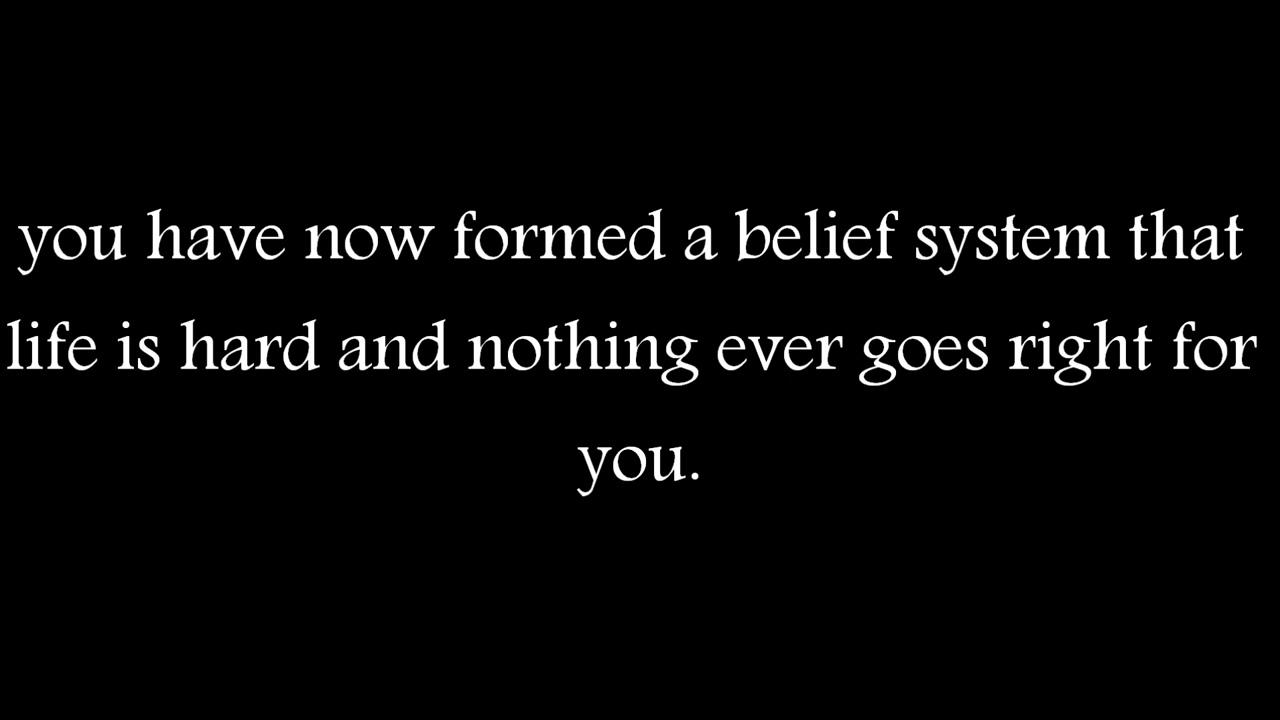 you have now formed a belief system that
life is hard and nothing ever goes right for
you.